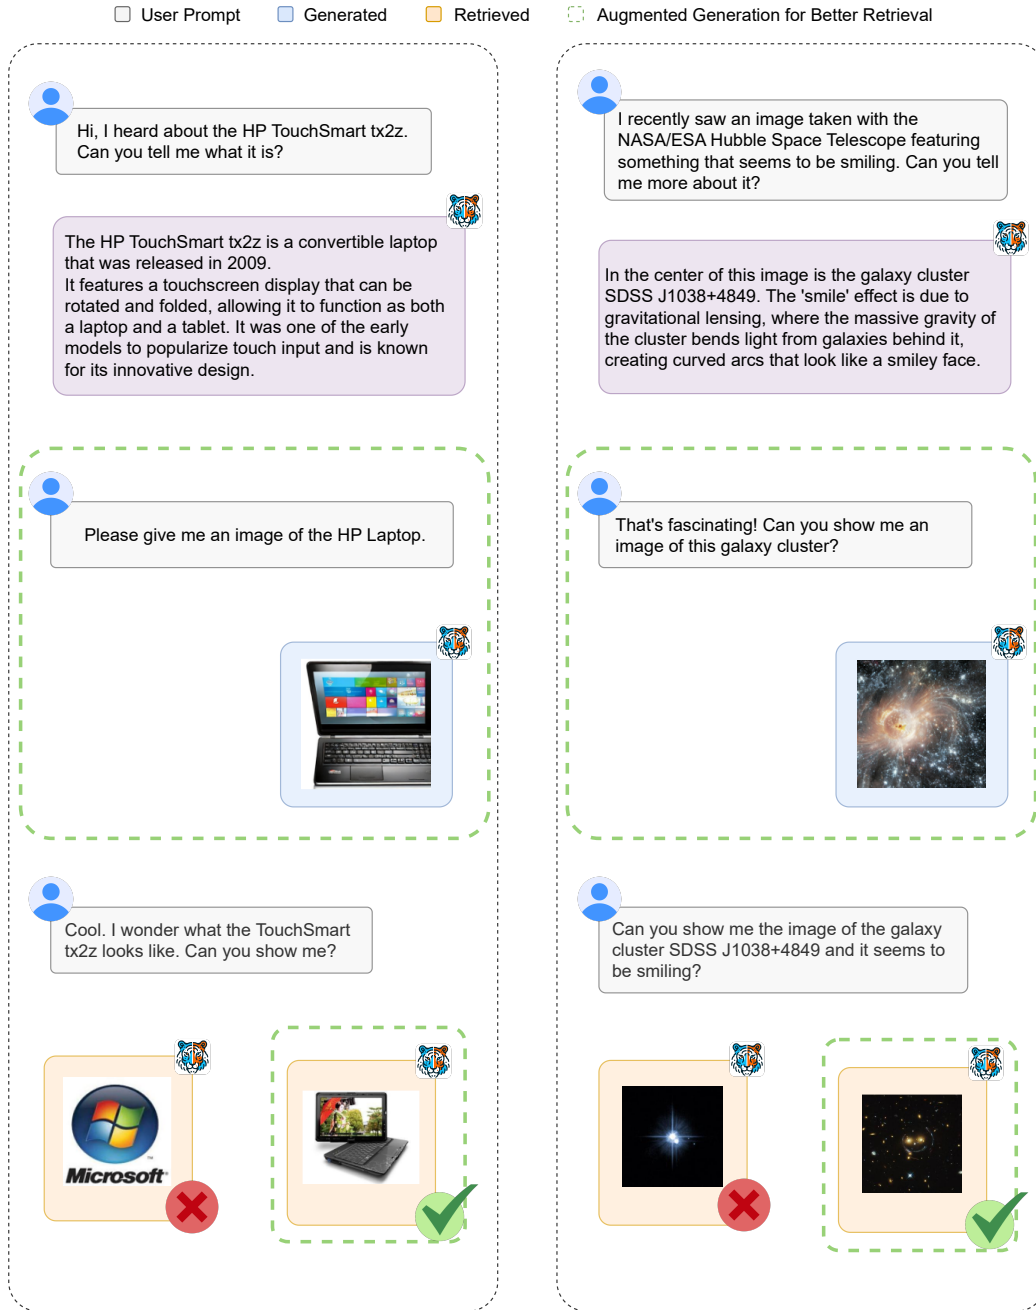 User Prompt
Generated
Retrieved
Augmented Generation for Better Retrieval
Hi, I heard about the HP TouchSmart tx2z.
Can you tell me what it is?
The HP TouchSmart tx2z is a convertible laptop
that was released in 2009.
It features a touchscreen display that can be
rotated and folded, allowing it to function as both
a laptop and a tablet. It was one of the early
models to popularize touch input and is known
for its innovative design.
Please give me an image of the HP Laptop.
Cool. I wonder what the TouchSmart
tx2z looks like. Can you show me?
Microsoft
I recently saw an image taken with the
NASA/ESA Hubble Space Telescope featuring
something that seems to be smiling. Can you tell
me more about it?
In the center of this image is the galaxy cluster
SDSS J1038+4849. The 'smile' effect is due to
gravitational lensing, where the massive gravity of
the cluster bends light from galaxies behind it,
creating curved arcs that look like a smiley face.
That's fascinating! Can you show me an
image of this galaxy cluster?
Can you show me the image of the galaxy
cluster SDSS J1038+4849 and it seems to
be smiling?